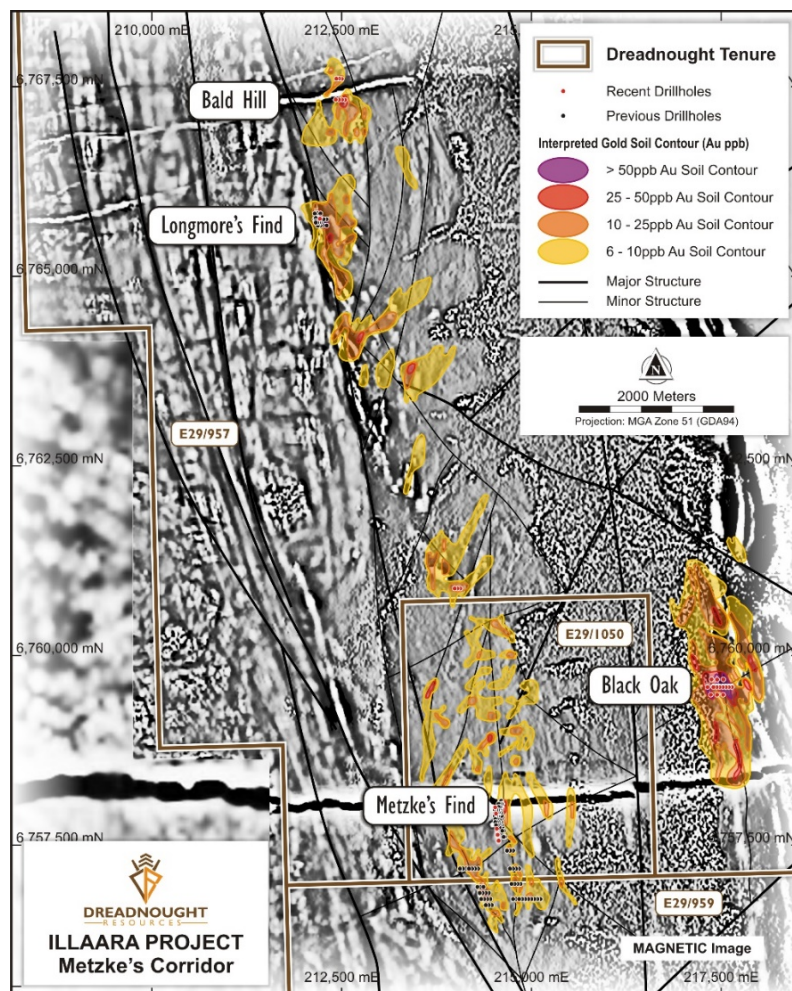 210,000 mE
212,500 mE
215
6,767,500 mN
Bald Hill
Longmore's Find
6,765,000 mN
Dreadnought Tenure
Recent Drillholes
Previous Drillholes
Interpreted Gold Soil Contour (Au ppb)
> 50ppb Au Soil Contour
25 - 50ppb Au Soil Contour
10 - 25ppb Au Soil Contour
6 - 10ppb Au Soil Contour
Major Structure
Minor Structure
N
2000 Meters
Projection: MGA Zone 51 (GDA94)
E29/957
6,762,500 mN
500 mN
6,760,000 mN
E29/1050
6,760,000 mN
Black Oak
Metzke's Find
6,757,500 mN
6,757,500 mN
E29/959
DREADNOUGHT
RESOURCES
ILLAARA PROJECT
Metzke's Corridor
MAGNETIC Image
212,500 mE
215,000 mE
217,500 mE